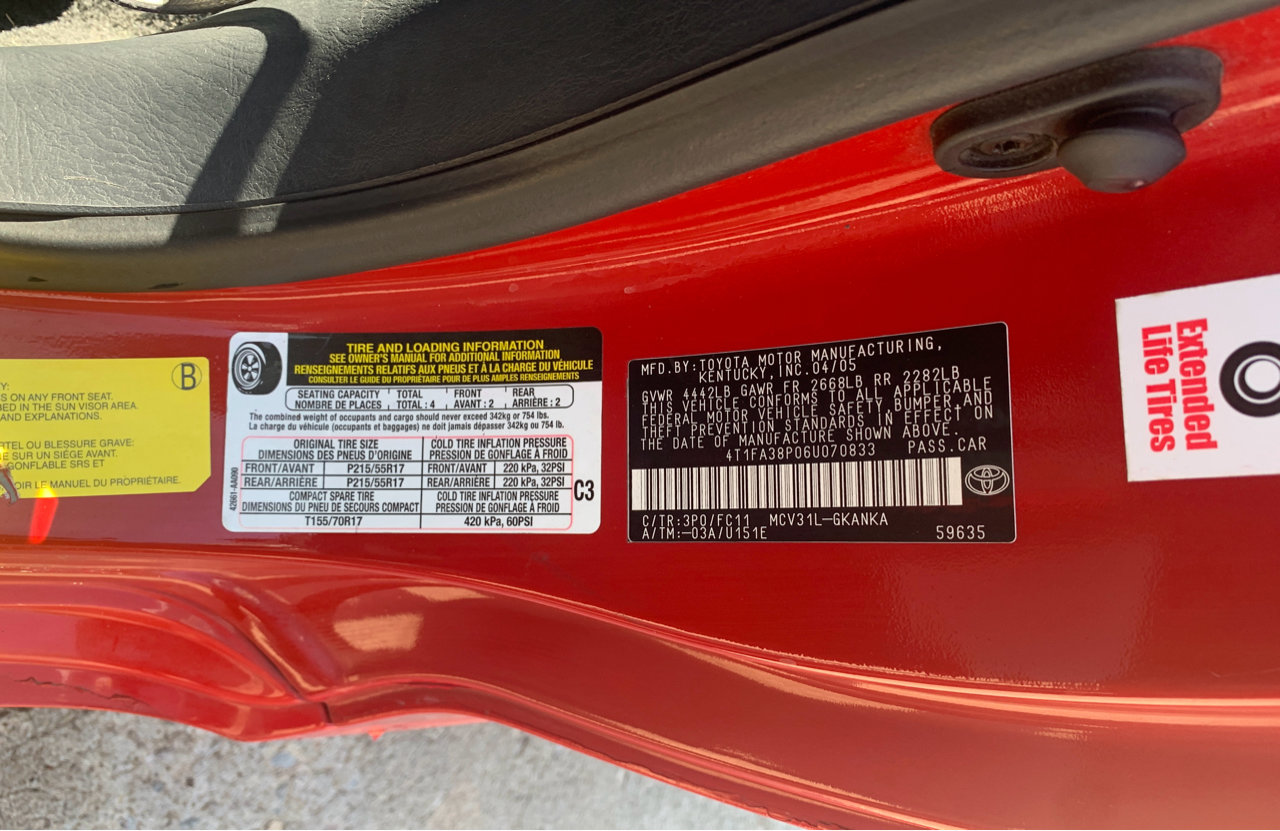 Y:
S ON ANY FRONT SEAT.
ED IN THE SUN VISOR AREA.
AND EXPLANATIONS.
RTEL OU BLESSURE GRAVE:
SUR UN SIÈGE AVANT.
GONFLABLE SRS ET
OIR LE MANUEL DU PROPRIÉTAIRE.
B
TIRE AND LOADING INFORMATION
SEE OWNER'S MANUAL FOR ADDITIONAL INFORMATION
RENSEIGNEMENTS RELATIFS AUX PNEUS ET À LA CHARGE DU VÉHICULE
CONSULTER LE GUIDE DU PROPRIÉTAIRE POUR DE PLUS AMPLES RENSEIGNEMENTS
SEATING CAPACITY TOTAL FRONT REAR
NOMBRE DE PLACES TOTAL : 4 AVANT : 2 ARRIÈRE : 2
The combined weight of occupants and cargo should never exceed 342kg or 754 lbs.
La charge du véhicule (occupants et bagages) ne doit jamais dépasser 342kg ou 754 lb.
ORIGINAL TIRE SIZE COLD TIRE INFLATION PRESSURE
DIMENSIONS DES PNEUS D'ORIGINE PRESSION DE GONFLAGE À FROID
FRONT/AVANT P215/55R17 FRONT/AVANT 220 kPa, 32PSI
REAR/ARRIÈRE P215/55R17 REAR/ARRIÈRE 220 kPa, 32PSI
COMPACT SPARE TIRE COLD TIRE INFLATION PRESSURE
DIMENSIONS DU PNEU DE SECOURS COMPACT PRESSION DE GONFLAGE À FROID
T155/70R17 420 kPa, 60PSI
42661-AA090
C3
MFD.BY:TOYOTA MOTOR MANUFACTURING,
KENTUCKY,INC.04/05
GVWR 4442LB GAWR FR 2668LB RR 2282LB
THIS VEHICLE CONFORMS TO ALL APPLICABLE
FEDERAL MOTOR VEHICLE SAFETY,BUMPER,AND
THEFT PREVENTION STANDARDS IN EFFECT ON
THE DATE OF MANUFACTURE SHOWN ABOVE.
4T1FA38P06U070833 PASS.CAR
C/TR:3P0/FC11 MCV31L-GKANKA
A/TM:-03A/U151E 59635
Extended
Life Tires